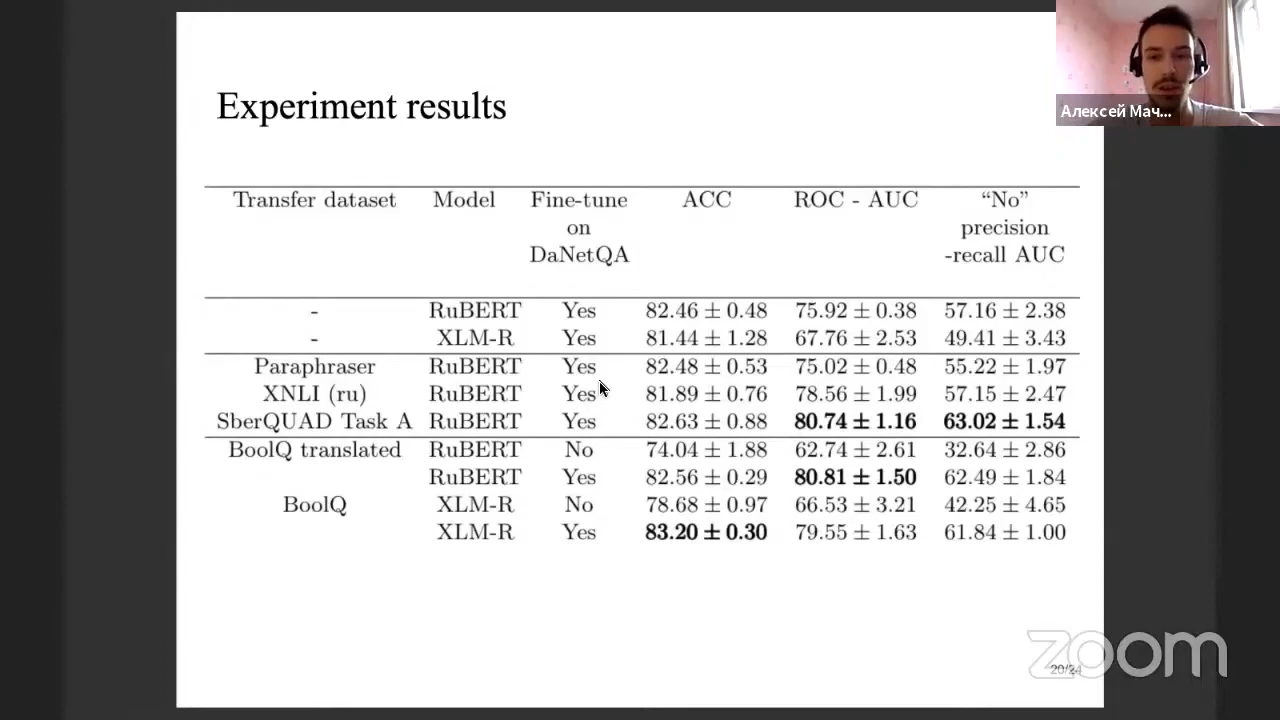 Experiment results
Алексей Мач...
Transfer dataset Model Fine-tune on DaNetQA ACC ROC - AUC “No” precision -recall AUC
- RuBERT Yes 82.46 ± 0.48 75.92 ± 0.38 57.16 ± 2.38
- XLM-R Yes 81.44 ± 1.28 67.76 ± 2.53 49.41 ± 3.43
Paraphraser RuBERT Yes 82.48 ± 0.53 75.02 ± 0.48 55.22 ± 1.97
XNLI (ru) RuBERT Yes 81.89 ± 0.76 78.56 ± 1.99 57.15 ± 2.47
SberQUAD Task A RuBERT Yes 82.63 ± 0.88 80.74 ± 1.16 63.02 ± 1.54
BoolQ translated RuBERT No 74.04 ± 1.88 62.74 ± 2.61 32.64 ± 2.86
RuBERT Yes 82.56 ± 0.29 80.81 ± 1.50 62.49 ± 1.84
BoolQ XLM-R No 78.68 ± 0.97 66.53 ± 3.21 42.25 ± 4.65
XLM-R Yes 83.20 ± 0.30 79.55 ± 1.63 61.84 ± 1.00
zoom
20/24